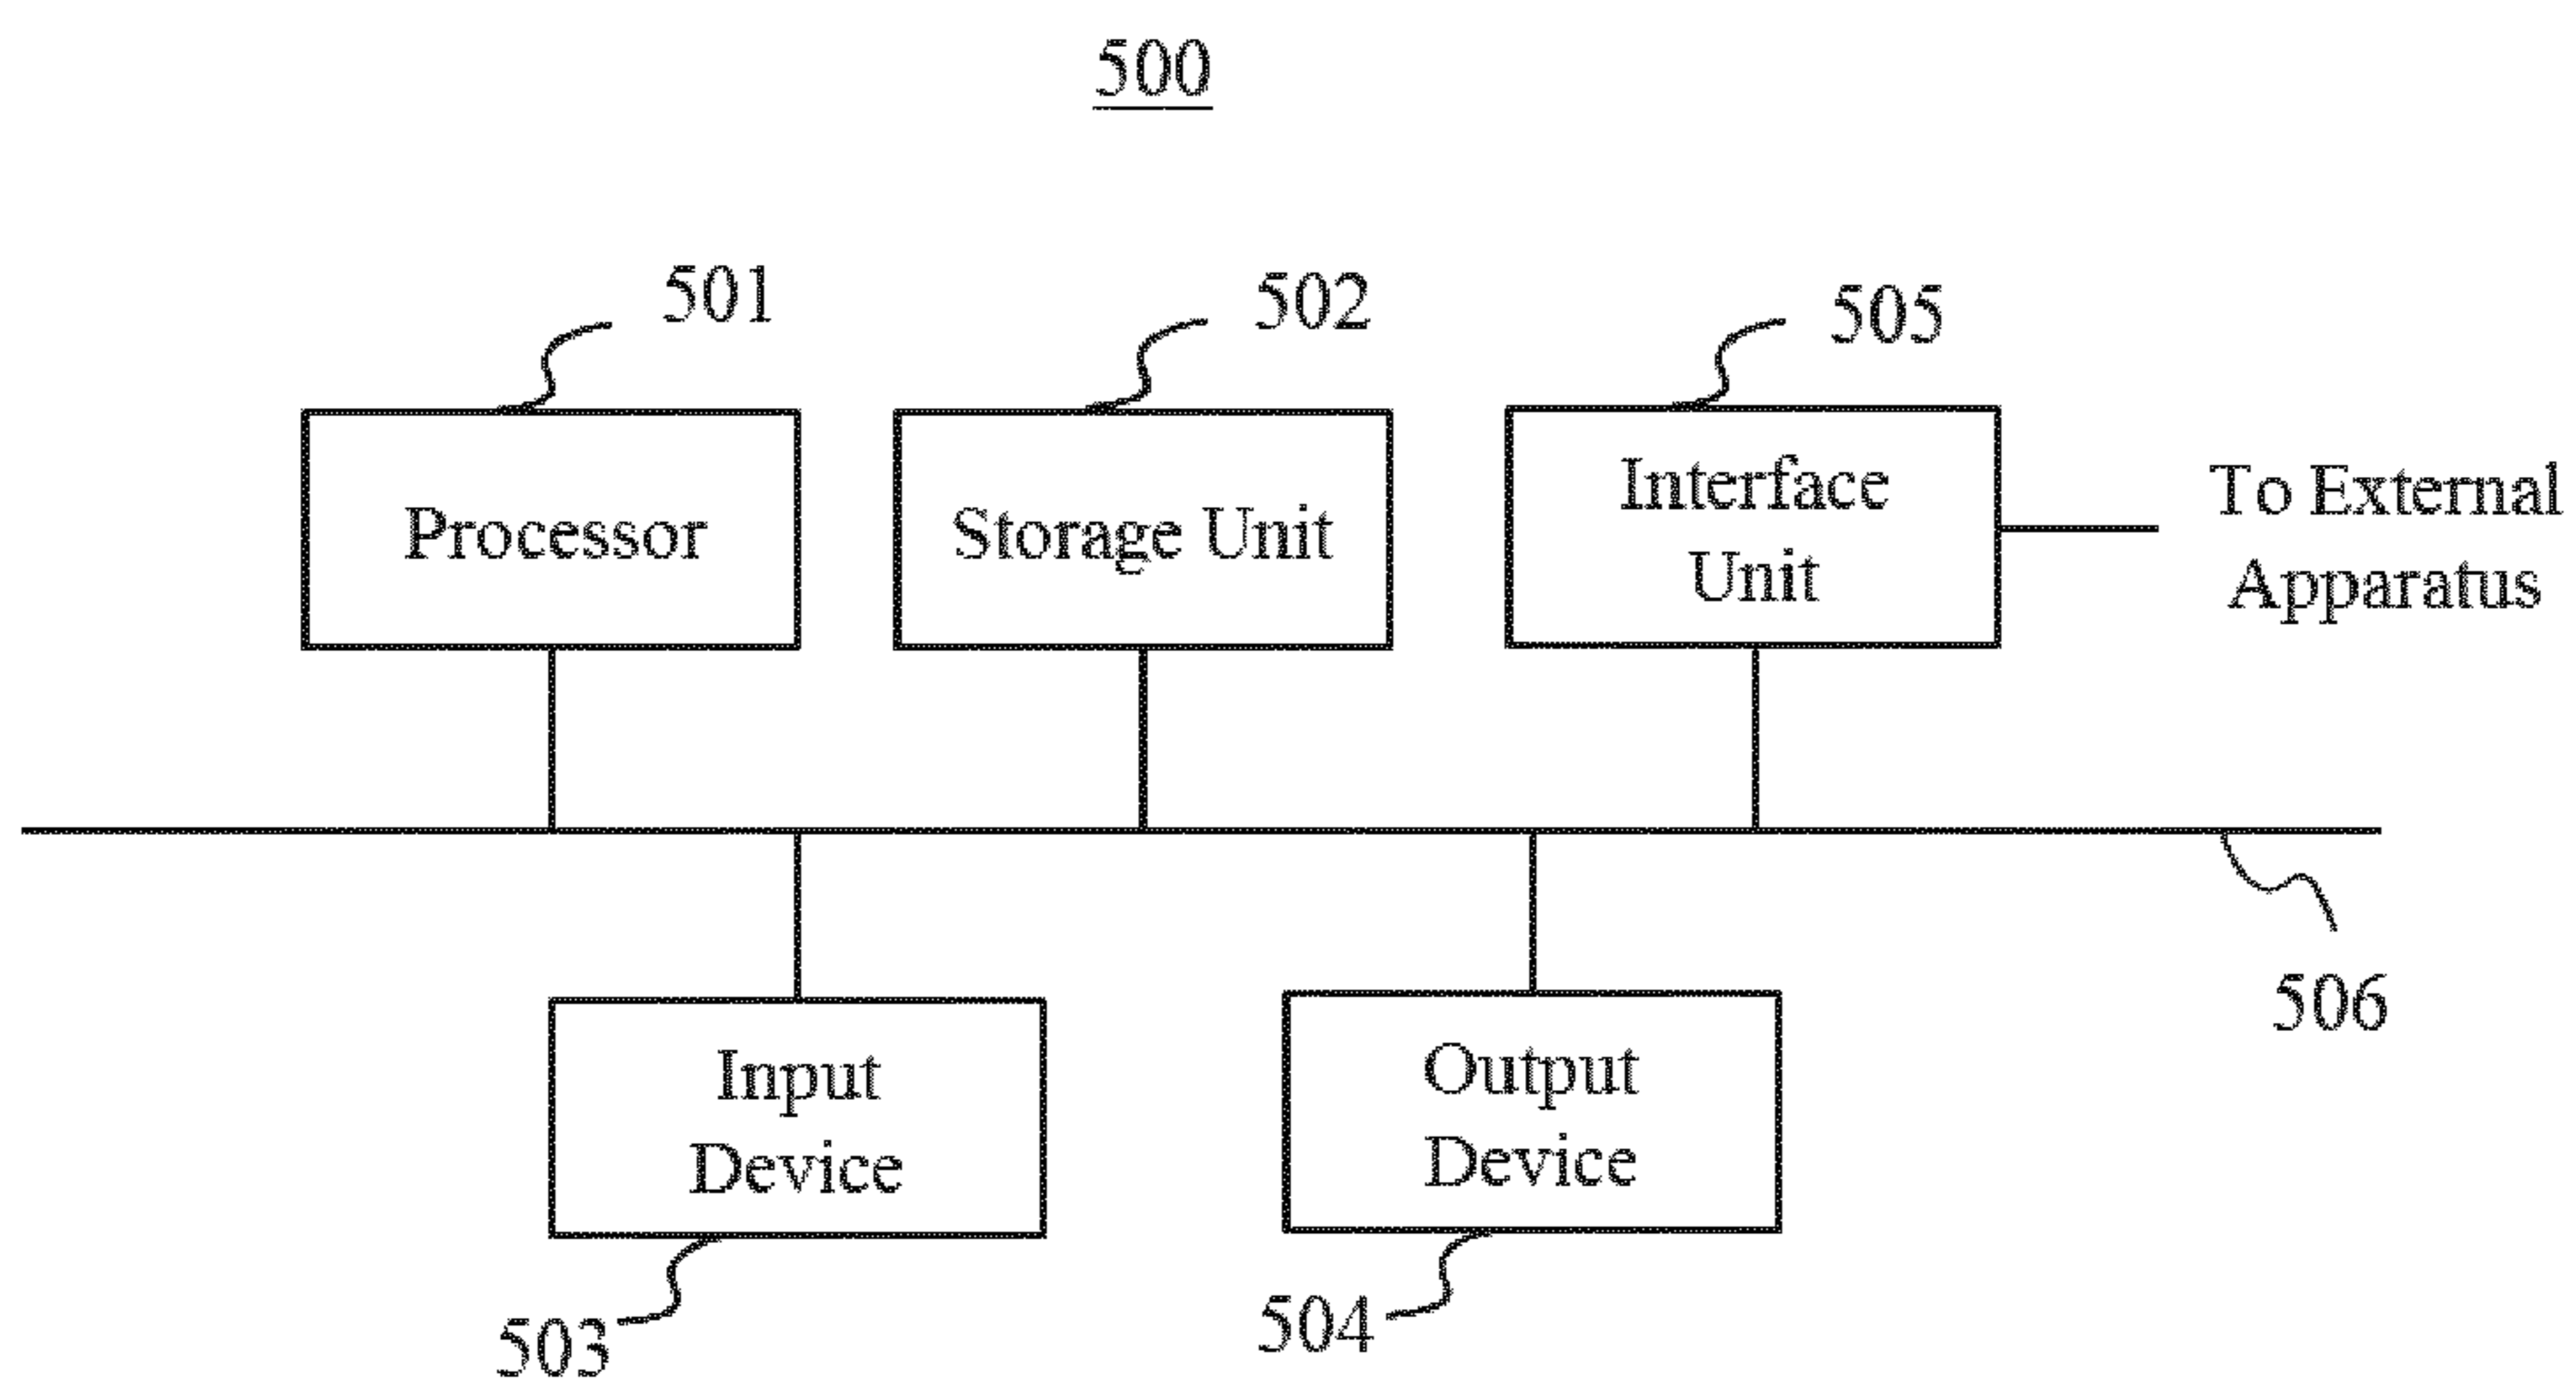 500
501
502
505
Processor
Storage Unit
Interface
Unit
To External
Apparatus
506
Input
Device
Output
Device
503
504